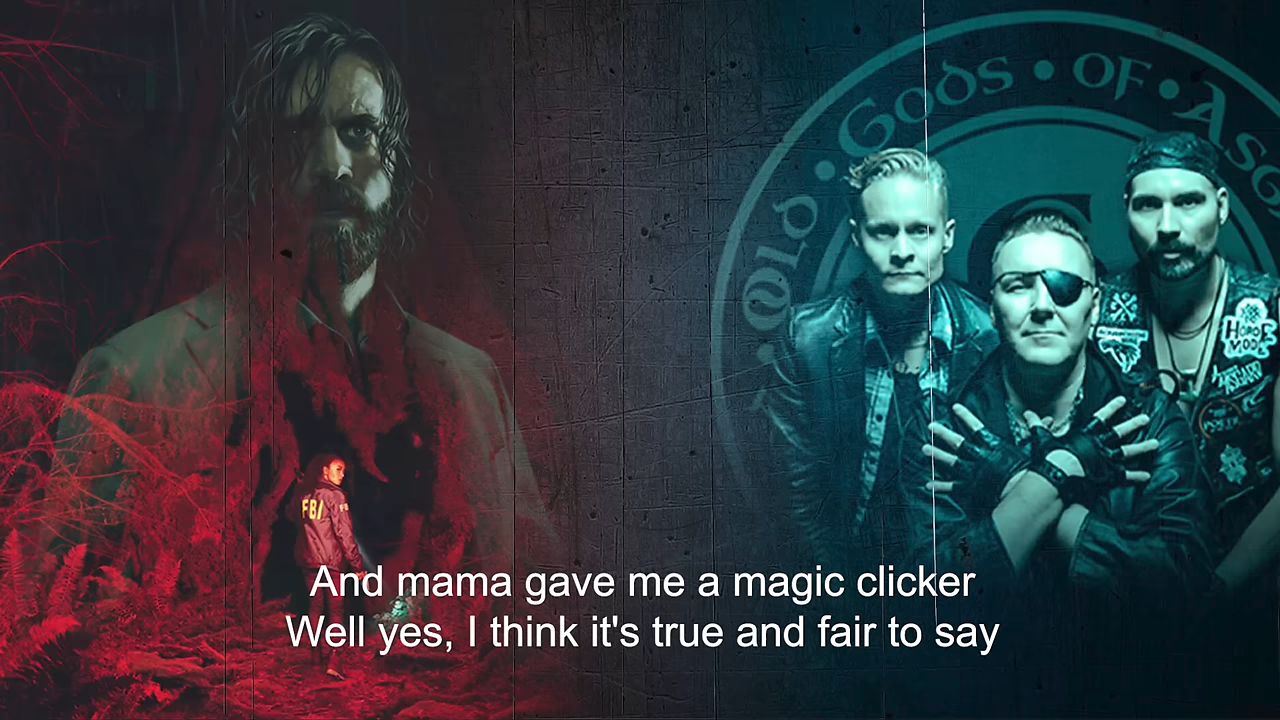 Old • Gods • of • Asg
FBI
And mama gave me a magic clicker
Well yes, I think it's true and fair to say